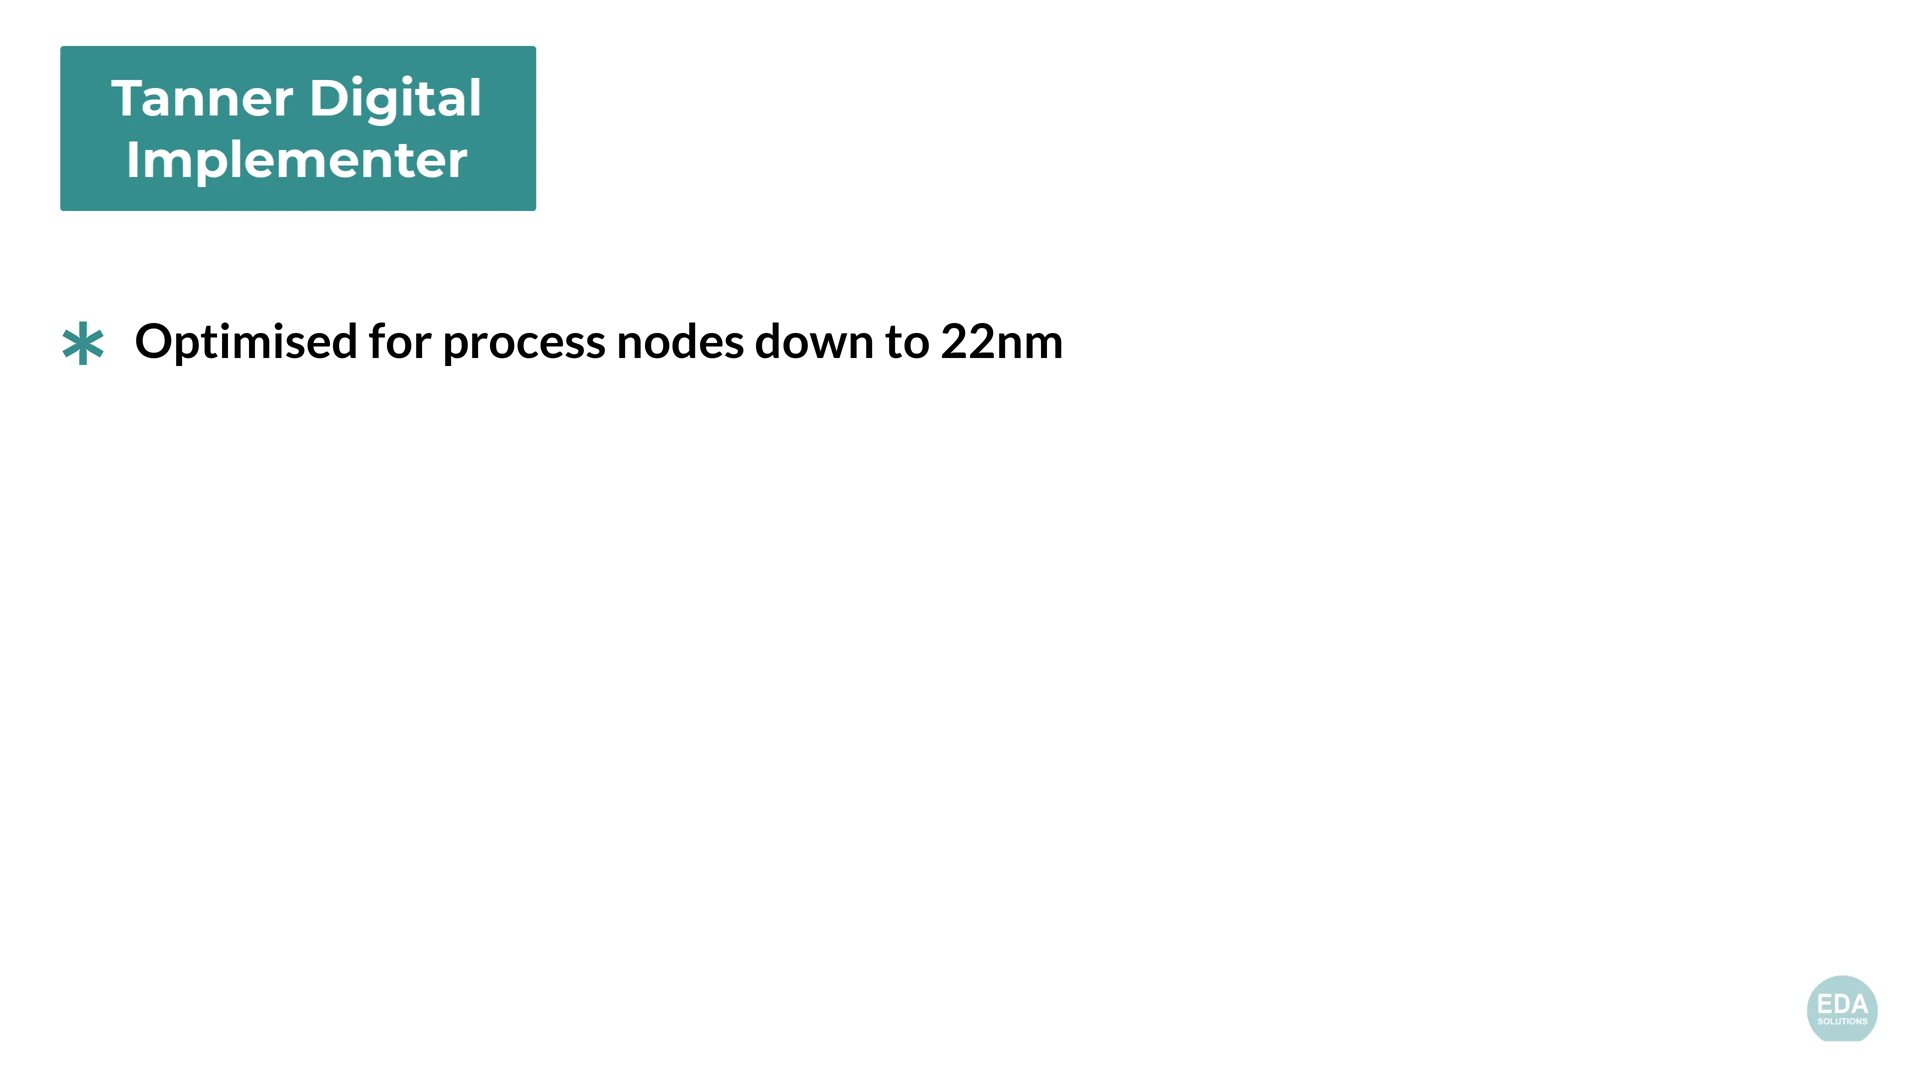 Tanner Digital
Implementer
* Optimised for process nodes down to 22nm
EDA
SOLUTIONS